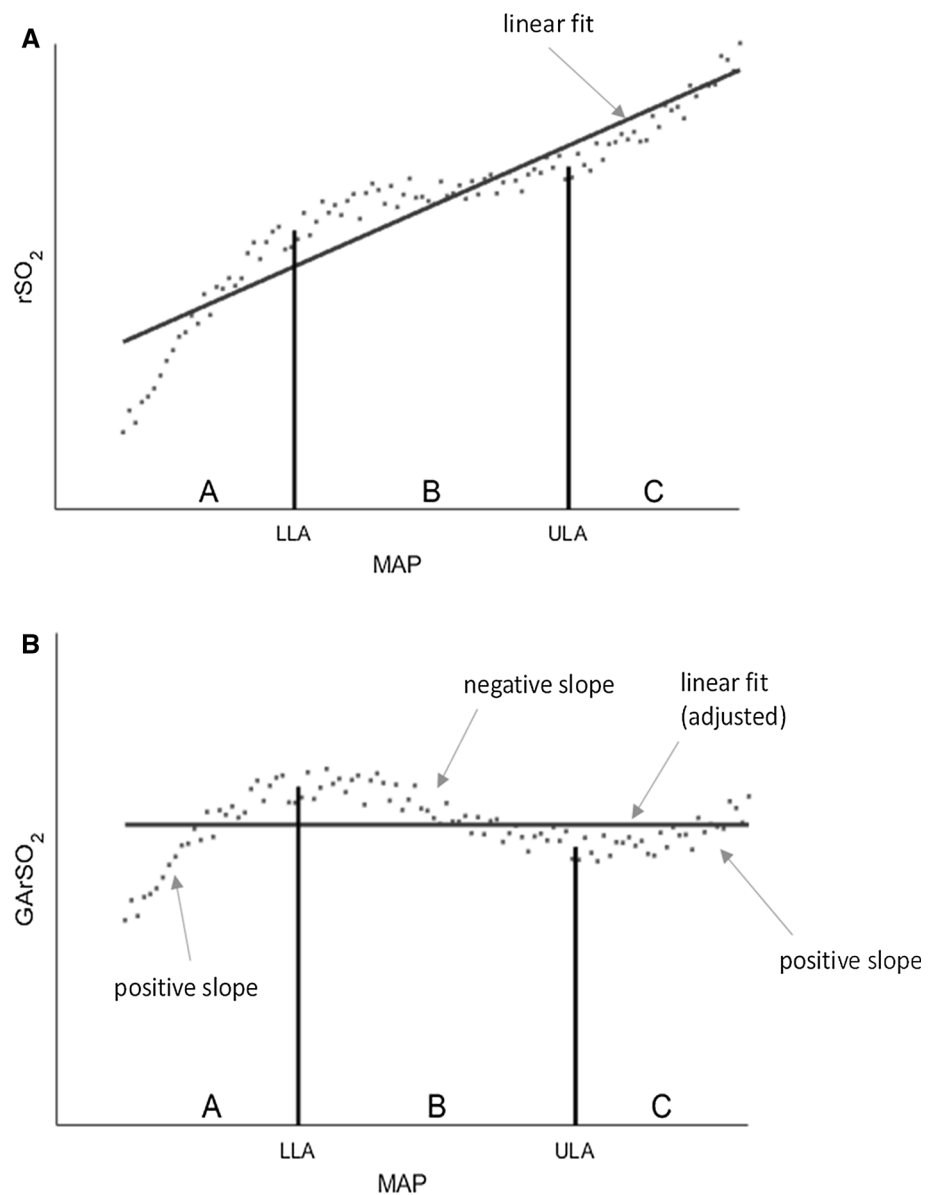 A
linear fit
rSO2
A B C
LLA ULA
MAP
B
negative slope
linear fit
(adjusted)
GArSO2
positive slope
positive slope
A B C
LLA ULA
MAP